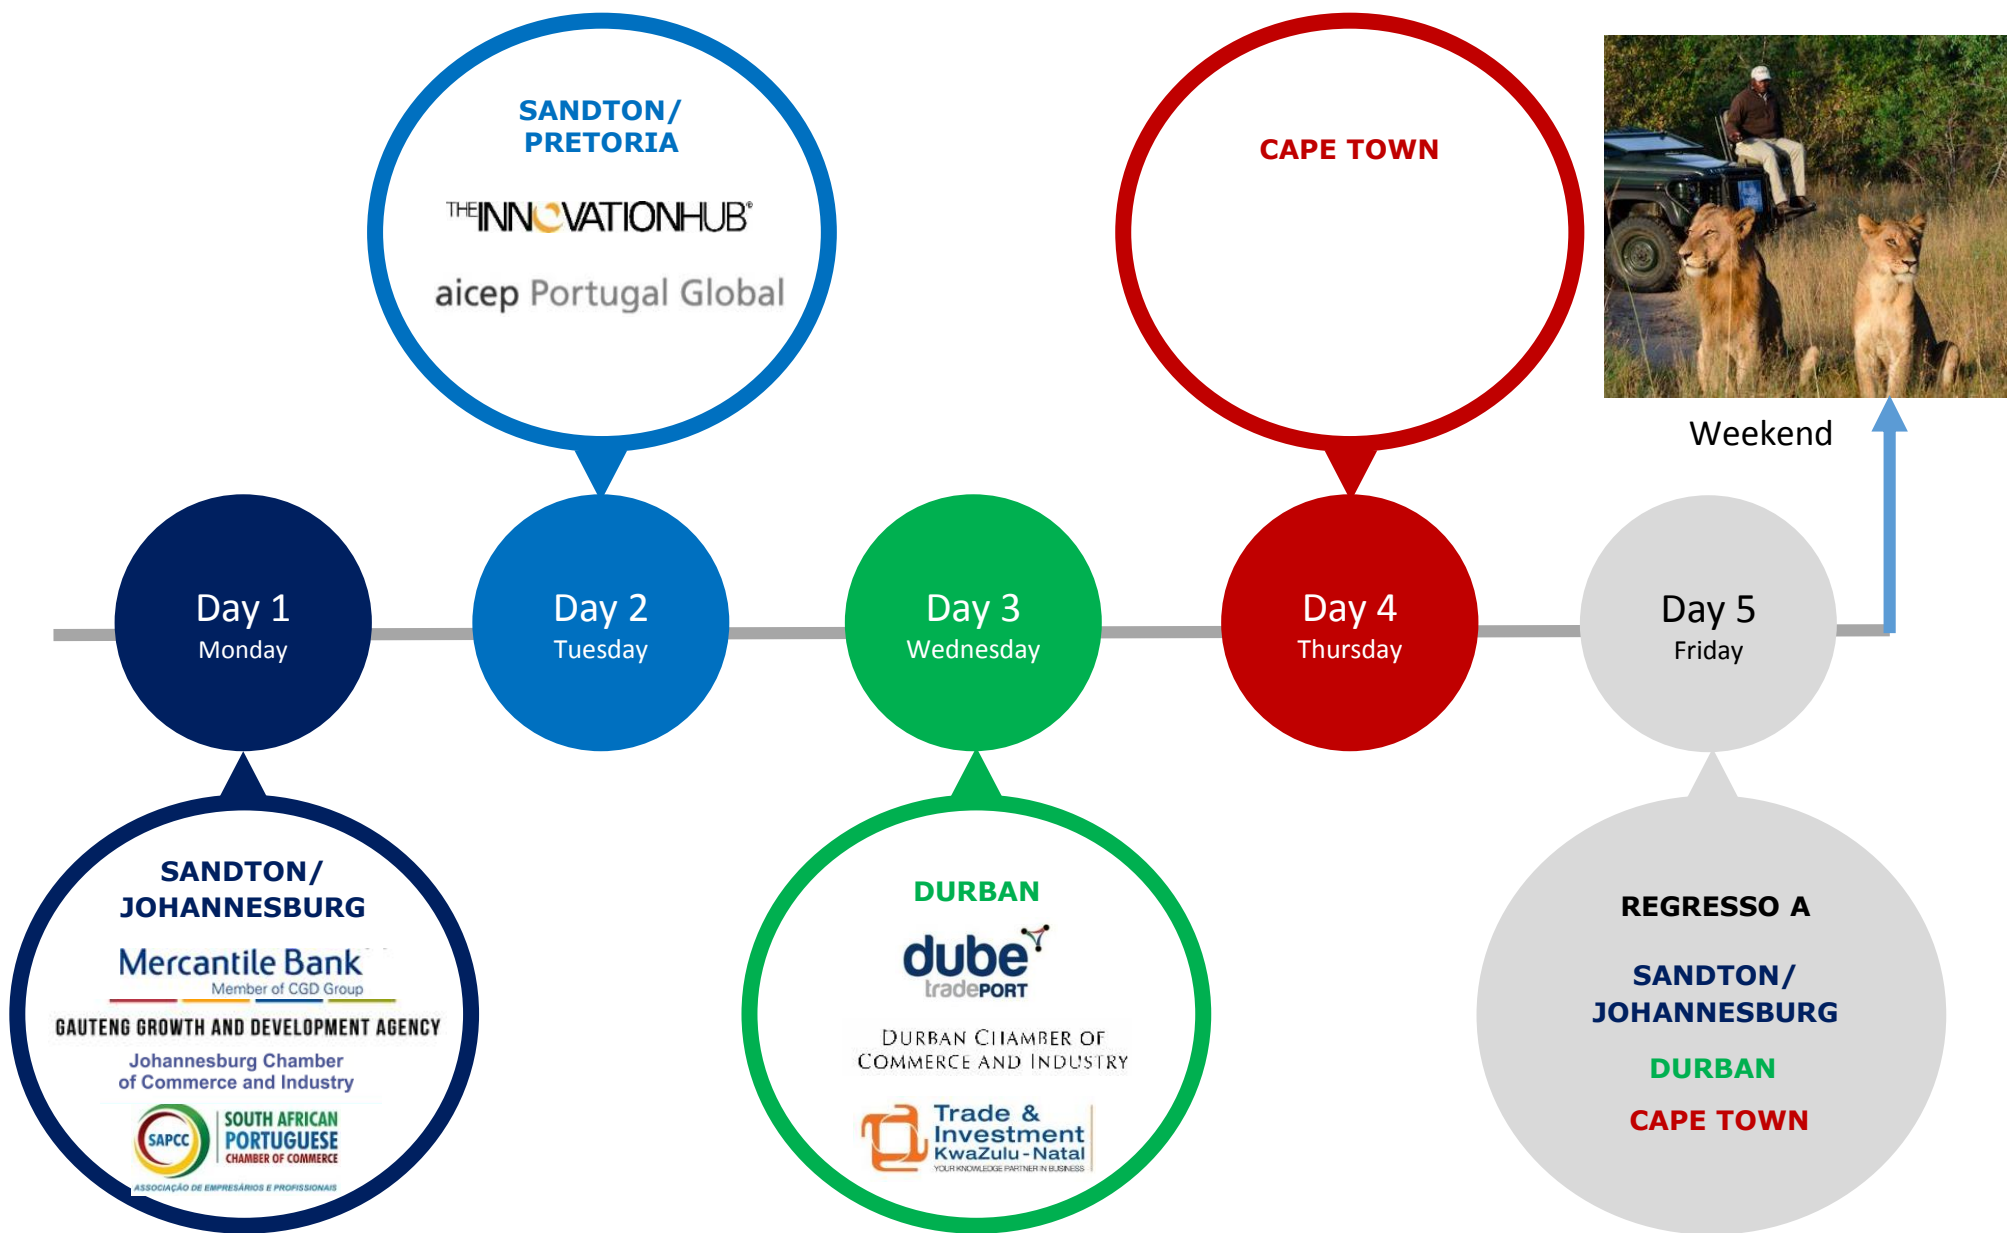 SANDTON/
PRETORIA
THE INNOVATIONHUB®
aicep Portugal Global
CAPE TOWN
Weekend
Day 1
Monday
Day 2
Tuesday
Day 3
Wednesday
Day 4
Thursday
Day 5
Friday
SANDTON/
JOHANNESBURG
Mercantile Bank
Member of CGD Group
GAUTENG GROWTH AND DEVELOPMENT AGENCY
Johannesburg Chamber
of Commerce and Industry
SAPCC
SOUTH AFRICAN
PORTUGUESE
CHAMBER OF COMMERCE
ASSOCIAÇÃO DE EMPRESÁRIOS E PROFISSIONAIS
DURBAN
dube
tradePORT
DURBAN CHAMBER OF
COMMERCE AND INDUSTRY
Trade &
Investment
KwaZulu-Natal
YOUR KNOWLEDGE PARTNER IN BUSINESS
REGRESSO A
SANDTON/
JOHANNESBURG
DURBAN
CAPE TOWN